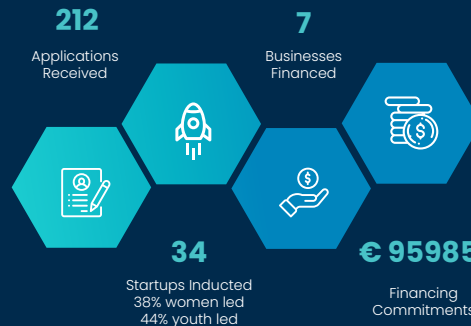 212
Applications
Received
7
Businesses
Financed
34
Startups Inducted
38% women led
44% youth led
€ 95985
Financing
Commitments